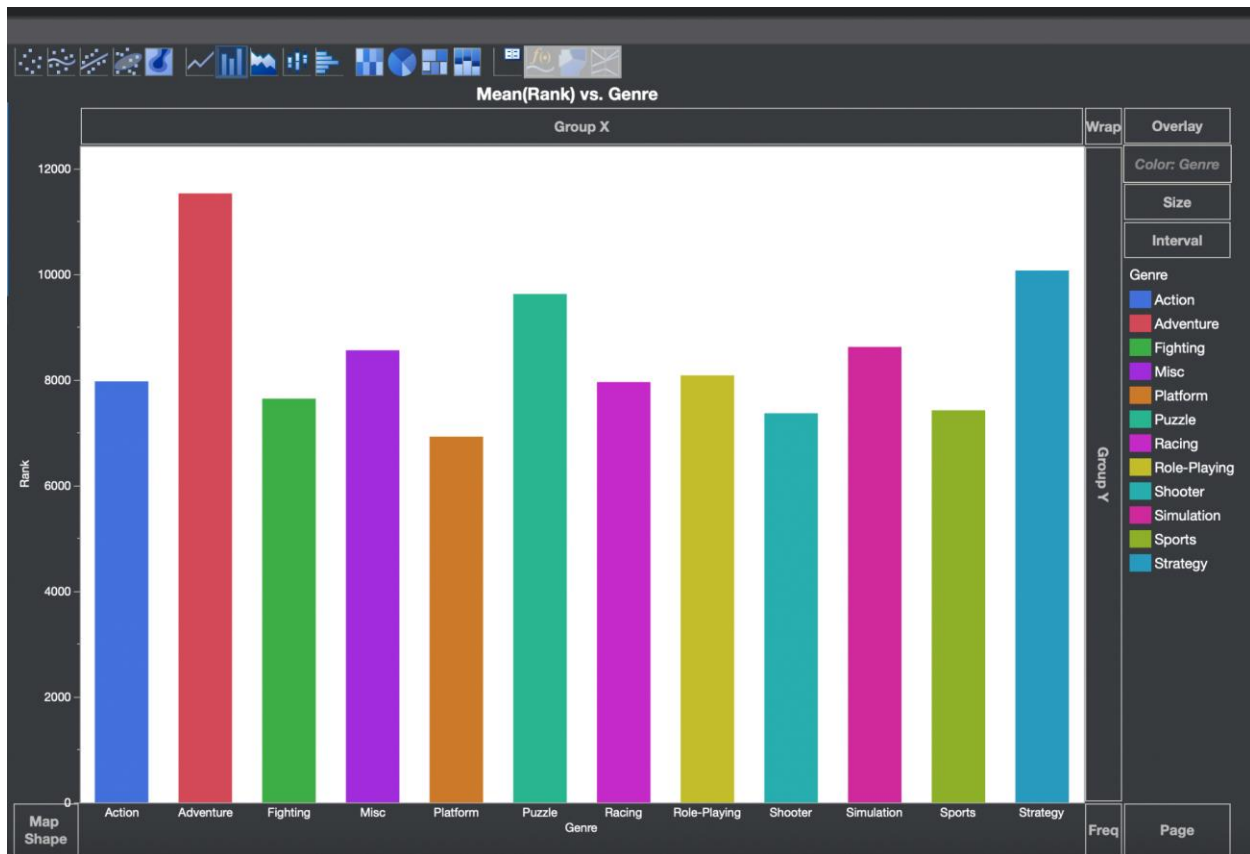 Mean(Rank) vs. Genre
Group X
Wrap
Overlay
Color: Genre
Size
Interval
Genre
Action
Adventure
Fighting
Misc
Platform
Puzzle
Racing
Role-Playing
Shooter
Simulation
Sports
Strategy
Group Y
12000
10000
8000
6000
4000
2000
0
Rank
Action Adventure Fighting Misc Platform Puzzle Racing Role-Playing Shooter Simulation Sports Strategy
Genre
Map
Shape
Freq
Page